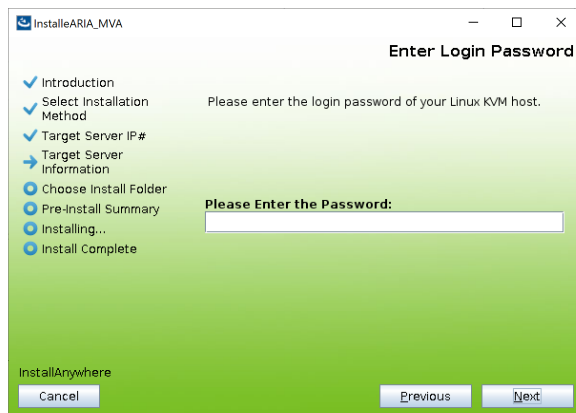 InstalleARIA_MVA
Enter Login Password
Introduction
Select Installation
Method
Target Server IP#
Target Server
Information
Choose Install Folder
Pre-Install Summary
Installing...
Install Complete
Please enter the login password of your Linux KVM host.
Please Enter the Password:
InstallAnywhere
Cancel
Previous
Next